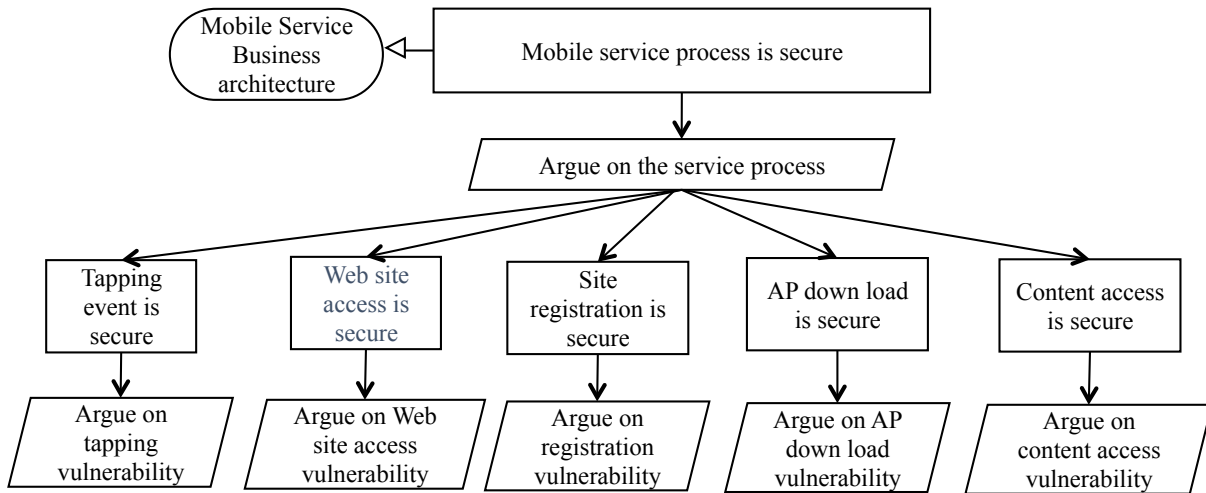 Mobile Service
Business
architecture
Mobile service process is secure
Argue on the service process
Tapping
event is
secure
Web site
access is
secure
Site
registration is
secure
AP down load
is secure
Content access
is secure
Argue on
tapping
vulnerability
Argue on Web
site access
vulnerability
Argue on
registration
vulnerability
Argue on AP
down load
vulnerability
Argue on
content access
vulnerability